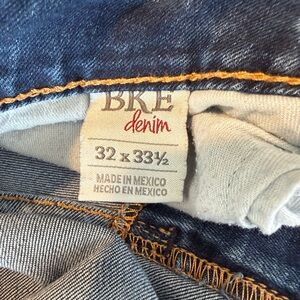 BKE
denim
32 x 33½
MADE IN MEXICO
HECHO EN MEXICO